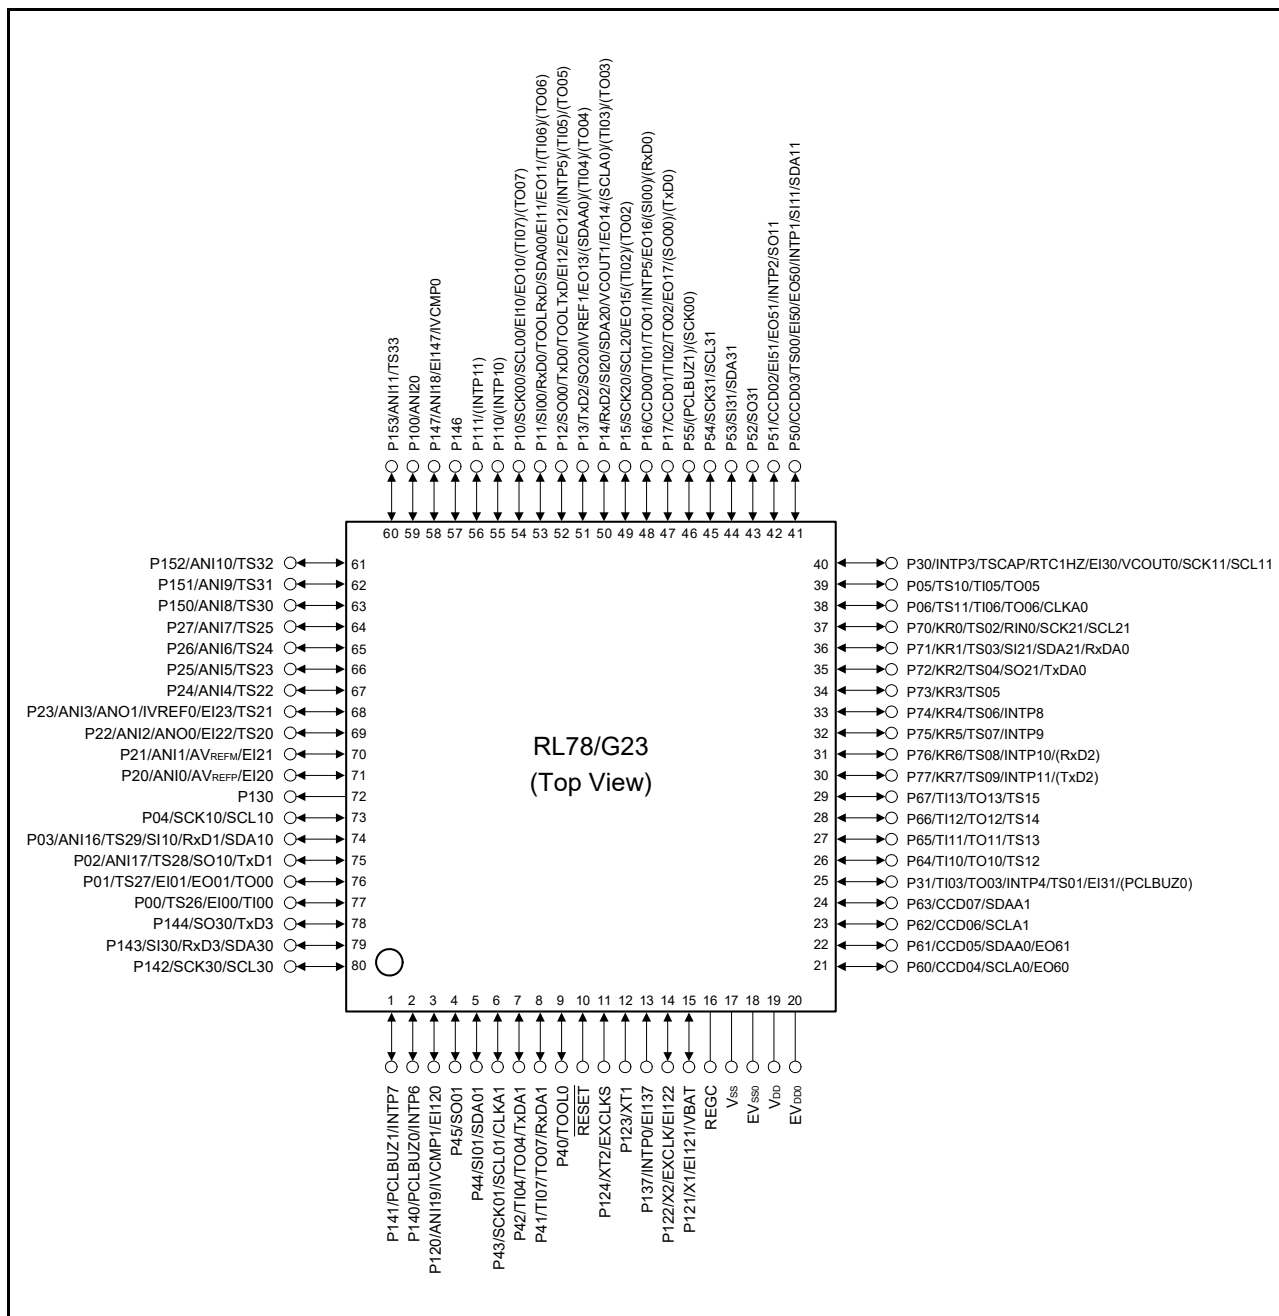 P153/ANI11/TS33
P100/ANI20
P147/ANI18/EI147/IVCMP0
P146
P111/(INTP11)
P110/(INTP10)
P10/SCK00/SCL00/EI10/EO10/(TI07)/(TO07)
P11/SI00/RxD0/TOOLRxD/SDA00/EI11/EO11/(TI06)/(TO06)
P12/SO00/TxD0/TOOLTxD/EI12/EO12/(INTP5)/(TI05)/(TO05)
P13/TxD2/SO20/IVREF1/EO13/(SDAA0)/(TI04)/(TO04)
P14/RxD2/SI20/SDA20/VCOUT1/EO14/(SCLA0)/(TI03)/(TO03)
P15/SCK20/SCL20/EO15/(TI02)/(TO02)
P16/CCD00/TI01/TO01/INTP5/EO16/(SI00)/(RxD0)
P17/CCD01/TI02/TO02/EO17/(SO00)/(TxD0)
P55/(PCLBUZ1)/(SCK00)
P54/SCK31/SCL31
P53/SI31/SDA31
P52/SO31
P51/CCD02/EI51/EO51/INTP2/SO11
P50/CCD03/TS00/EI50/EO50/INTP1/SI11/SDA11
60 59 58 57 56 55 54 53 52 51 50 49 48 47 46 45 44 43 42 41
P152/ANI10/TS32 61
P151/ANI9/TS31 62
P150/ANI8/TS30 63
P27/ANI7/TS25 64
P26/ANI6/TS24 65
P25/ANI5/TS23 66
P24/ANI4/TS22 67
P23/ANI3/ANO1/IVREF0/EI23/TS21 68
P22/ANI2/ANO0/EI22/TS20 69
P21/ANI1/AVREFM/EI21 70
P20/ANI0/AVREFP/EI20 71
P130 72
P04/SCK10/SCL10 73
P03/ANI16/TS29/SI10/RxD1/SDA10 74
P02/ANI17/TS28/SO10/TxD1 75
P01/TS27/EI01/EO01/TO00 76
P00/TS26/EI00/TI00 77
P144/SO30/TxD3 78
P143/SI30/RxD3/SDA30 79
P142/SCK30/SCL30 80
RL78/G23
(Top View)
40 P30/INTP3/TSCAP/RTC1HZ/EI30/VCOUT0/SCK11/SCL11
39 P05/TS10/TI05/TO05
38 P06/TS11/TI06/TO06/CLKA0
37 P70/KR0/TS02/RIN0/SCK21/SCL21
36 P71/KR1/TS03/SI21/SDA21/RxDA0
35 P72/KR2/TS04/SO21/TxDA0
34 P73/KR3/TS05
33 P74/KR4/TS06/INTP8
32 P75/KR5/TS07/INTP9
31 P76/KR6/TS08/INTP10/(RxD2)
30 P77/KR7/TS09/INTP11/(TxD2)
29 P67/TI13/TO13/TS15
28 P66/TI12/TO12/TS14
27 P65/TI11/TO11/TS13
26 P64/TI10/TO10/TS12
25 P31/TI03/TO03/INTP4/TS01/EI31/(PCLBUZ0)
24 P63/CCD07/SDAA1
23 P62/CCD06/SCLA1
22 P61/CCD05/SDAA0/EO61
21 P60/CCD04/SCLA0/EO60
1 2 3 4 5 6 7 8 9 10 11 12 13 14 15 16 17 18 19 20
P141/PCLBUZ1/INTP7
P140/PCLBUZ0/INTP6
P120/ANI19/IVCMP1/EI120
P45/SO01
P44/SI01/SDA01
P43/SCK01/SCL01/CLKA1
P42/TI04/TO04/TxDA1
P41/TI07/TO07/RxDA1
P40/TOOL0
RESET
P124/XT2/EXCLKS
P123/XT1
P137/INTP0/EI137
P122/X2/EXCLK/EI122
P121/X1/EI121/VBAT
REGC
VSS
EVSS0
VDD
EVDD0